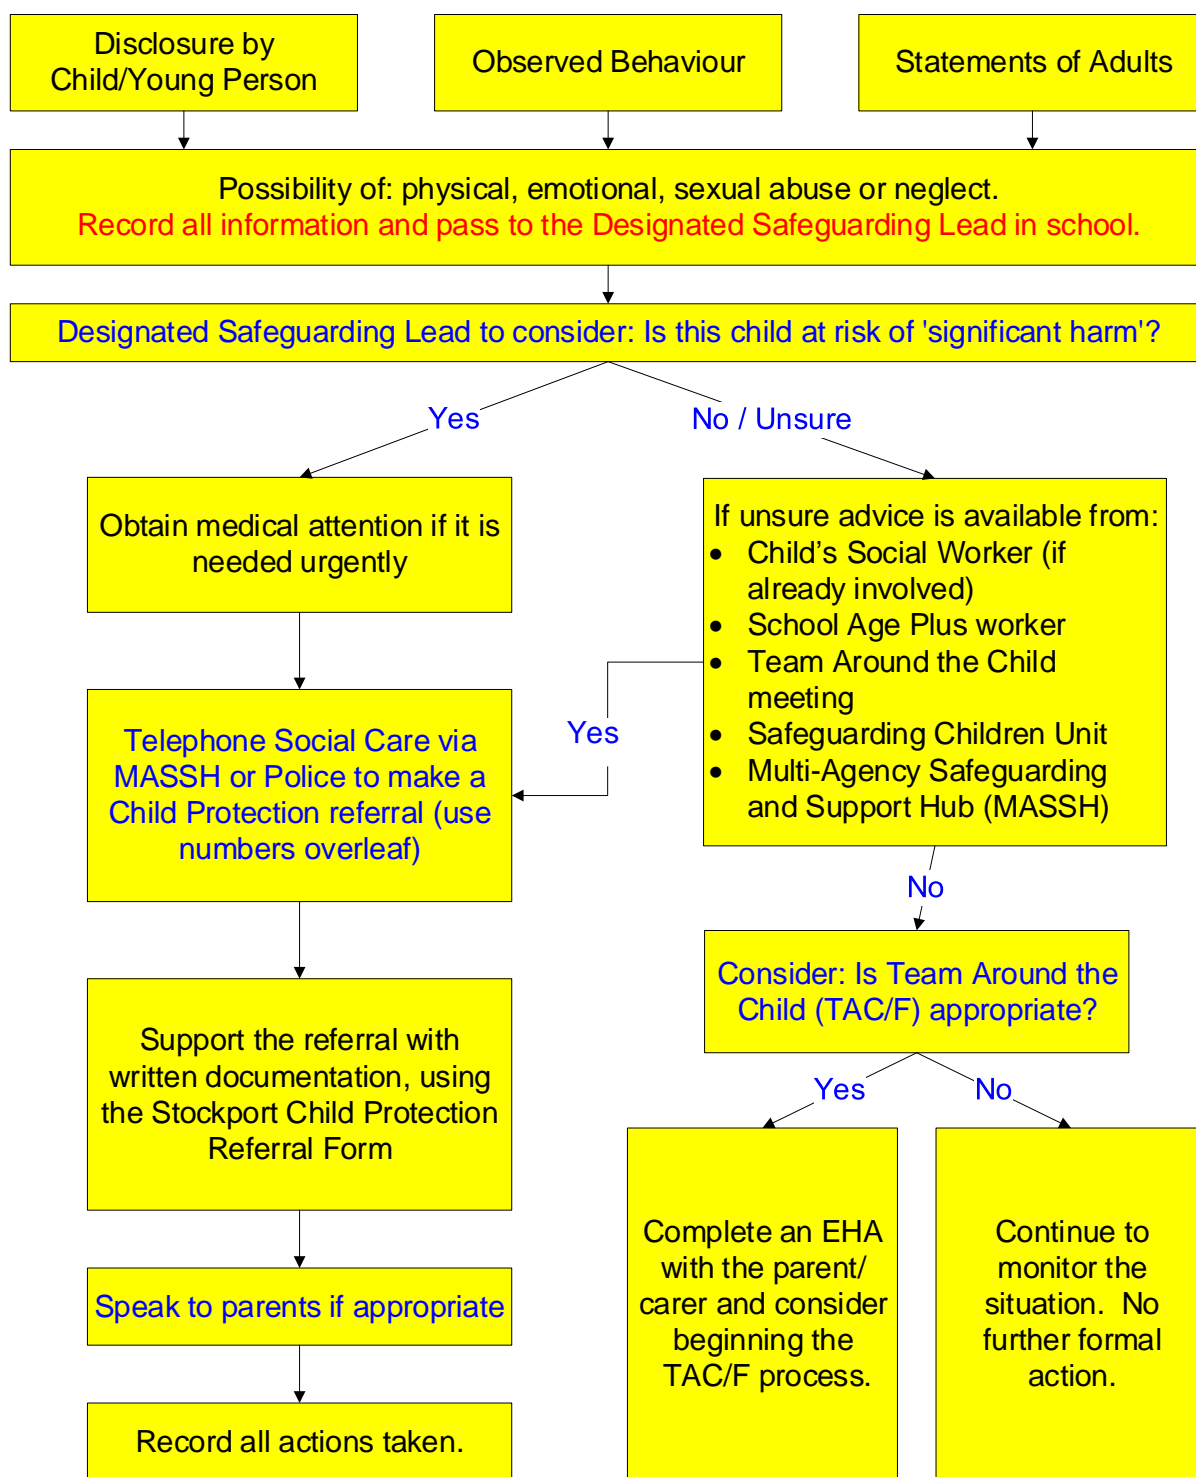 Disclosure by
Child/Young Person
Observed Behaviour
Statements of Adults
Possibility of: physical, emotional, sexual abuse or neglect.
Record all information and pass to the Designated Safeguarding Lead in school.
Designated Safeguarding Lead to consider: Is this child at risk of 'significant harm'?
Yes
No / Unsure
Obtain medical attention if it is
needed urgently
If unsure advice is available from:
• Child’s Social Worker (if
already involved)
• School Age Plus worker
• Team Around the Child
meeting
• Safeguarding Children Unit
• Multi-Agency Safeguarding
and Support Hub (MASSH)
Yes
Telephone Social Care via
MASSH or Police to make a
Child Protection referral (use
numbers overleaf)
No
Consider: Is Team Around the
Child (TAC/F) appropriate?
Support the referral with
written documentation, using
the Stockport Child Protection
Referral Form
Yes
No
Speak to parents if appropriate
Record all actions taken.
Complete an EHA
with the parent/
carer and consider
beginning the
TAC/F process.
Continue to
monitor the
situation.  No
further formal
action.